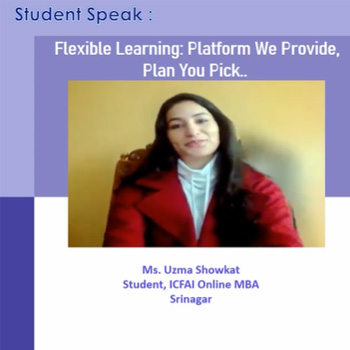 Student Speak :
Flexible Learning: Platform We Provide,
Plan You Pick..
Ms. Uzma Showkat
Student, ICFAI Online MBA
Srinagar